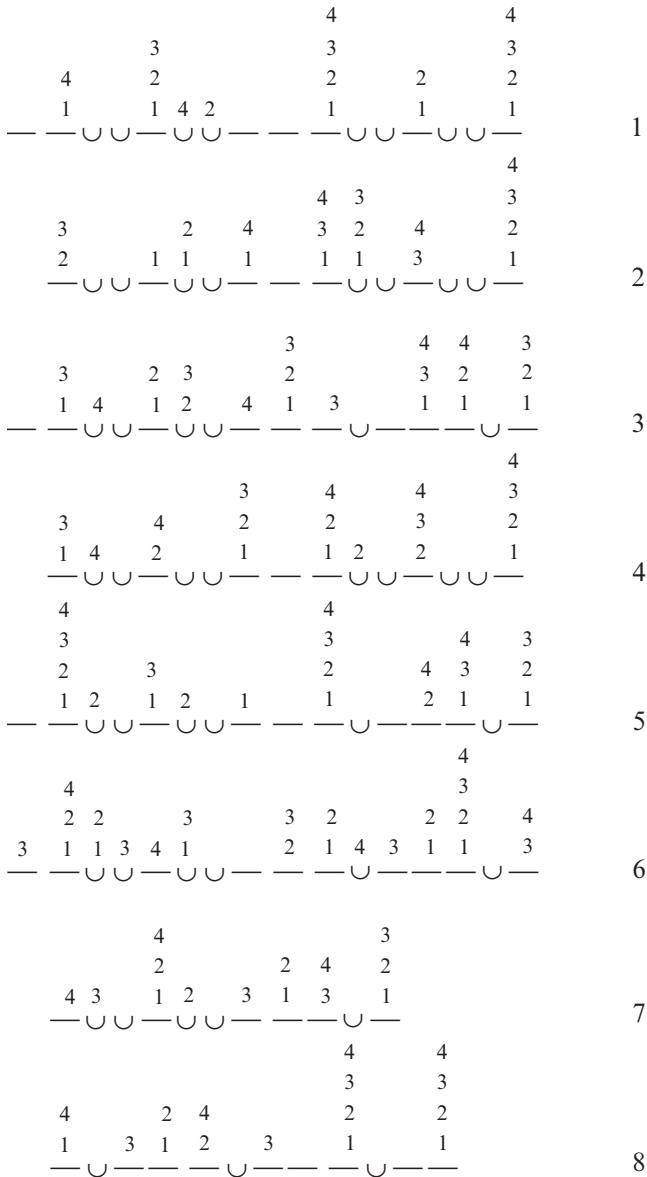 4 4
3 3 3
4 2 2 2 2
1 1 4 2 1 1 1
— — ∪ ∪ — ∪ ∪ — — — ∪ ∪ — ∪ ∪ — 1
4
4 3 3
3 2 4 3 2 4 2
2 1 1 1 1 1 3 1
— ∪ ∪ — ∪ ∪ — — — ∪ ∪ — ∪ ∪ — 2
3 4 4 3
3 2 3 2 3 2 2
1 4 1 2 4 1 3 1 1 1
— — ∪ ∪ — ∪ ∪ — — — ∪ — — — ∪ — 3
4
3 4 4 3
3 4 2 2 3 2
1 4 2 1 1 2 2 1
— ∪ ∪ — ∪ ∪ — — — ∪ ∪ — ∪ ∪ — 4
4 4
3 3 4 3
2 3 2 4 3 2
1 2 1 2 1 1 2 1 1
— — ∪ ∪ — ∪ ∪ — — — ∪ — — — ∪ — 5
4
4 3
2 2 3 3 2 2 2 4
3 1 1 3 4 1 2 1 4 3 1 1 3
— — ∪ ∪ — ∪ ∪ — — — ∪ — — — ∪ — 6
4 3
2 2 4 2
4 3 1 2 3 1 3 1
— ∪ ∪ — ∪ ∪ — — — ∪ — 7
4 4
3 3
4 2 4 2 2
1 3 1 2 3 1 1
— ∪ — — — ∪ — — — ∪ — — 8